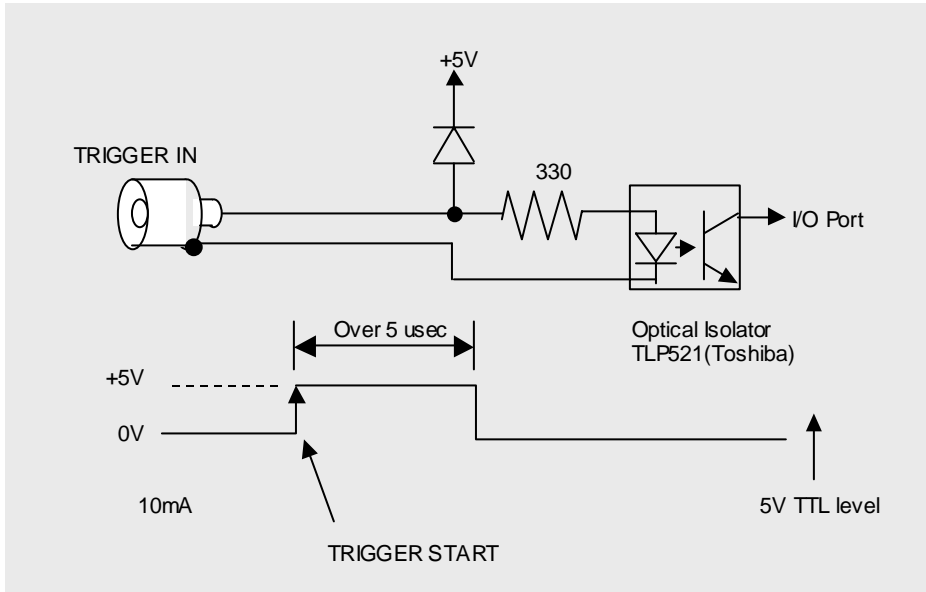 +5V
TRIGGER IN
330
I/O Port
Optical Isolator
TLP521(Toshiba)
Over 5 usec
+5V
0V
10mA
5V TTL level
TRIGGER START